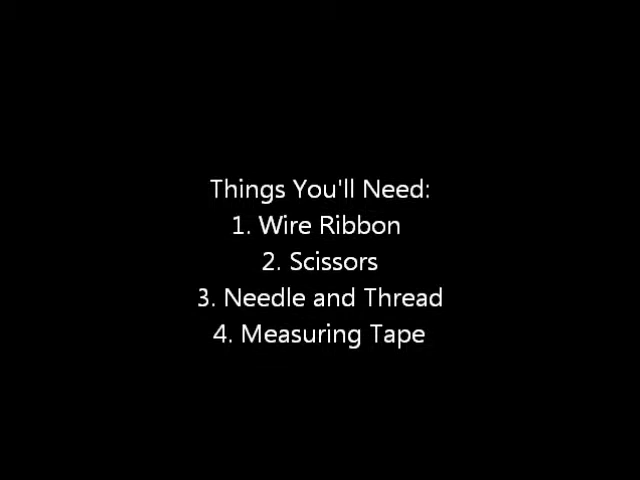 Things You'll Need:
1. Wire Ribbon
2. Scissors
3. Needle and Thread
4. Measuring Tape